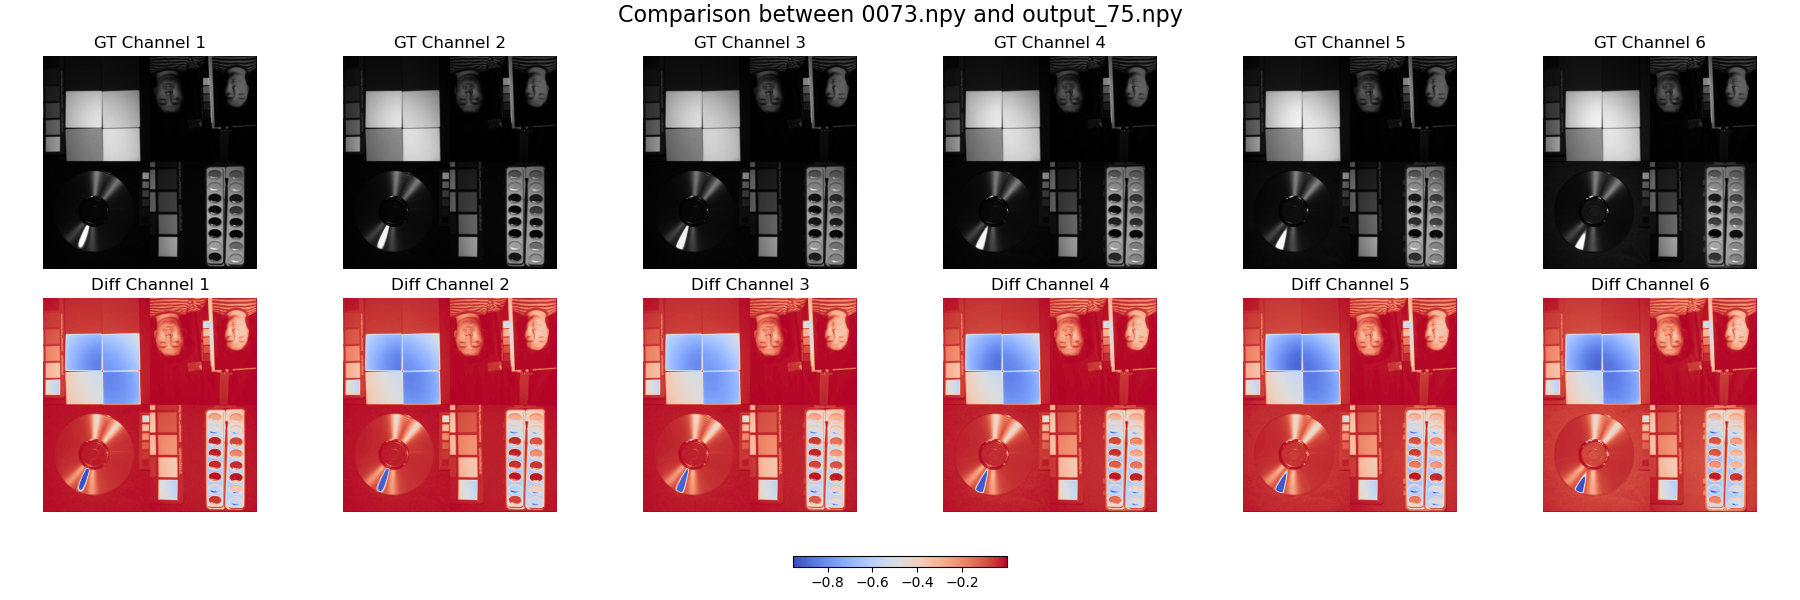 Comparison between 0073.npy and output_75.npy
GT Channel 1
GT Channel 2
GT Channel 3
GT Channel 4
GT Channel 5
GT Channel 6
Diff Channel 1
Diff Channel 2
Diff Channel 3
Diff Channel 4
Diff Channel 5
Diff Channel 6
−0.8 −0.6 −0.4 −0.2